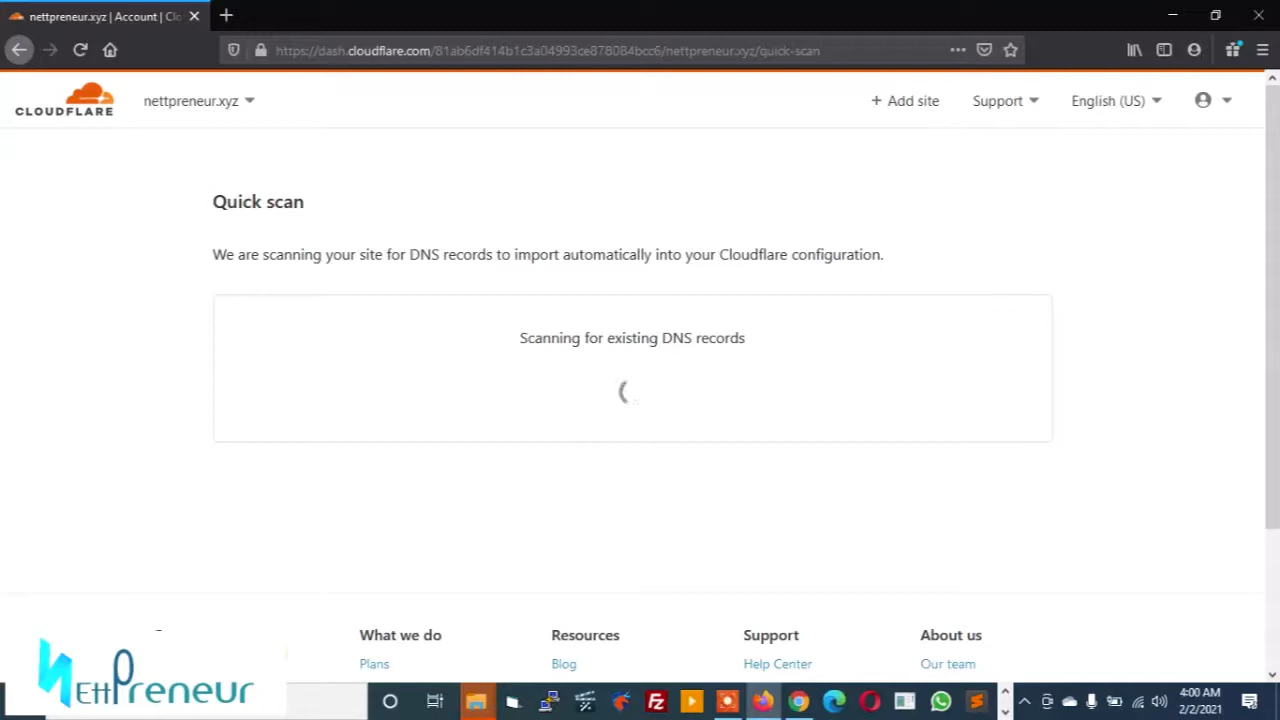 nettpreneur.xyz | Account | Clo
https://dash.cloudflare.com/81ab6df414b1c3a04993ce878084bcc6/nettpreneur.xyz/quick-scan
CLOUDFLARE
nettpreneur.xyz
+ Add site
Support
English (US)
Quick scan
We are scanning your site for DNS records to import automatically into your Cloudflare configuration.
Scanning for existing DNS records
What we do
Resources
Support
About us
Plans
Blog
Help Center
Our team
NEttPreneur
4:00 AM
2/2/2021